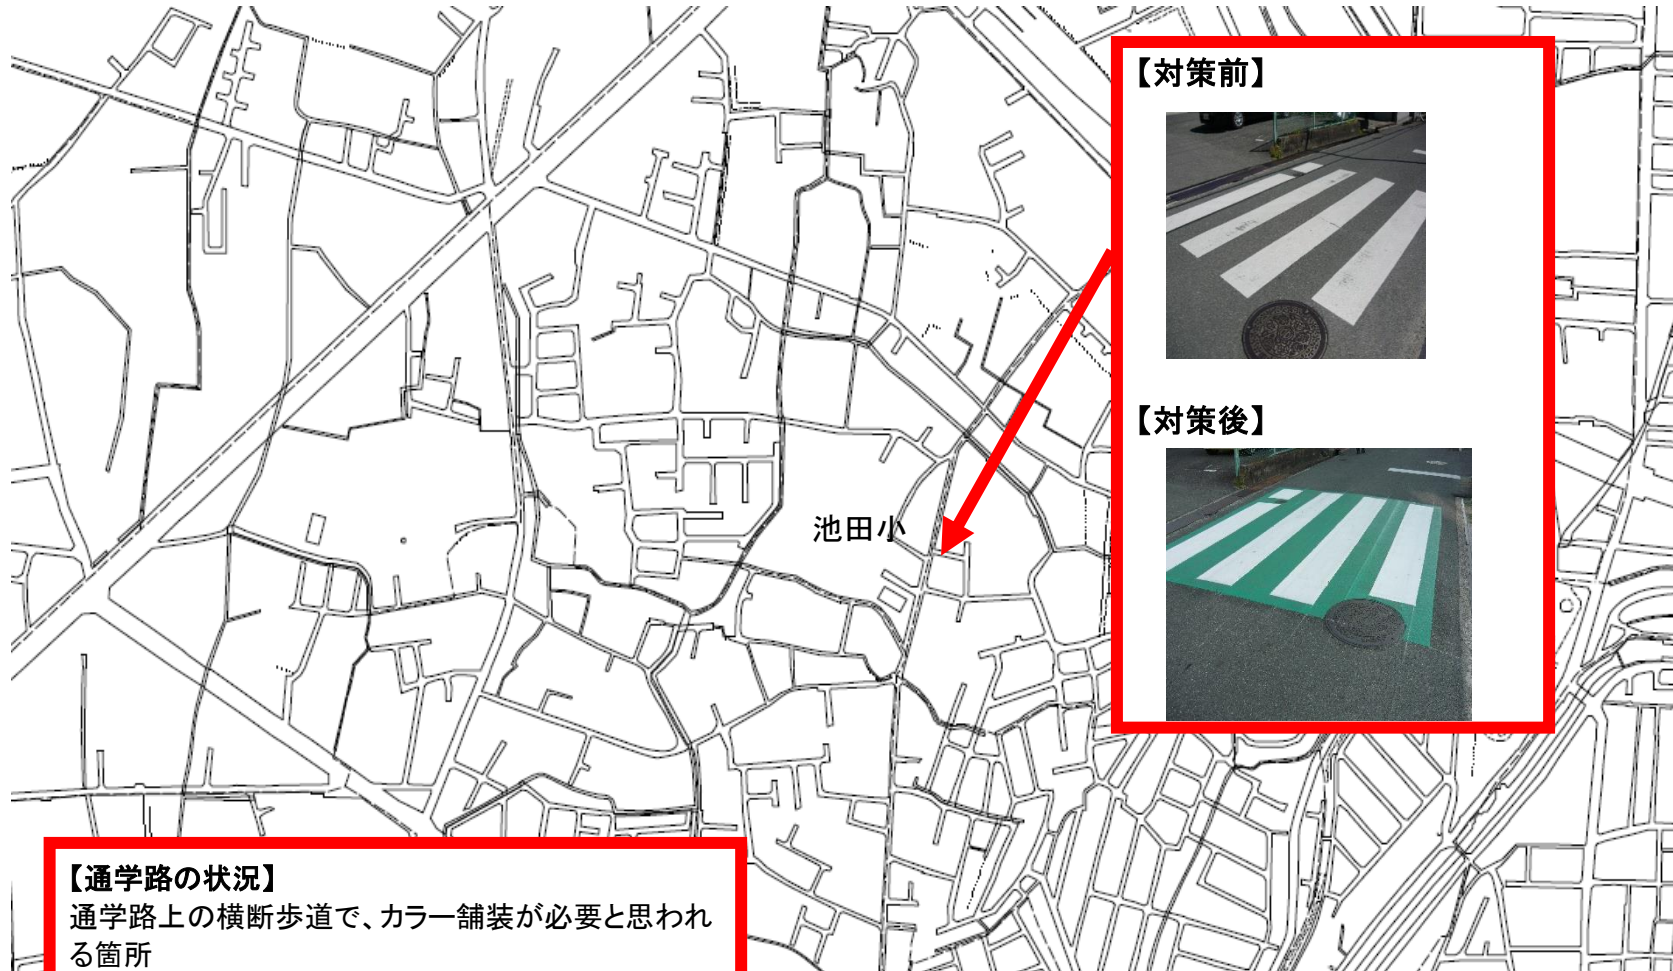 【対策前】
【対策後】
池田小
【通学路の状況】
通学路上の横断歩道で、カラー舗装が必要と思われ
る箇所